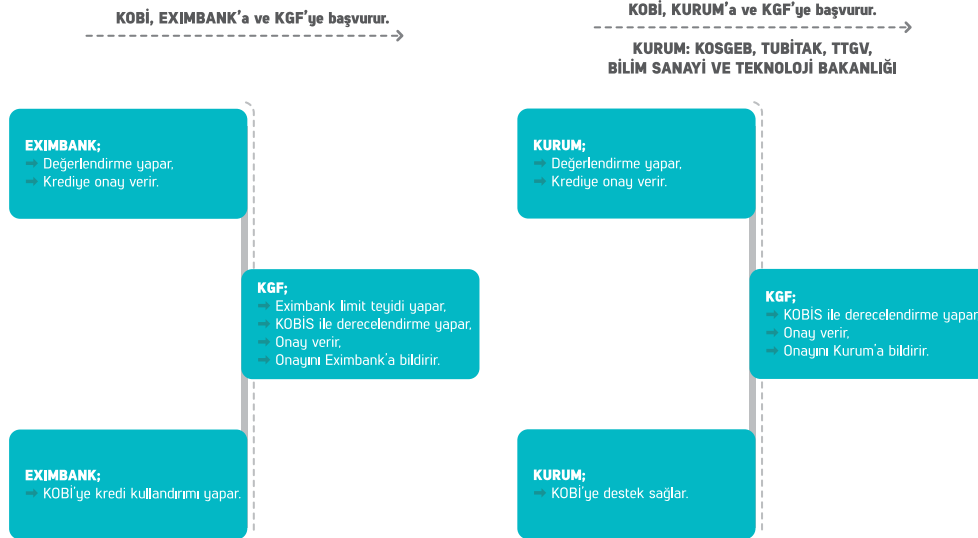 KOBİ, EXIMBANK'a ve KGF'ye başvurur.
EXIMBANK;
Değerlendirme yapar,
Krediye onay verir.
KGF;
Eximbank limit teyidi yapar,
KOBİS ile derecelendirme yapar,
Onay verir,
Onayını Eximbank'a bildirir.
EXIMBANK;
KOBİ'ye kredi kullandırımı yapar.
KOBİ, KURUM'a ve KGF'ye başvurur.
KURUM: KOSGEB, TUBİTAK, TTGV,
BİLİM SANAYİ VE TEKNOLOJİ BAKANLIĞI
KURUM;
Değerlendirme yapar,
Krediye onay verir.
KGF;
KOBİS ile derecelendirme yapar
Onay verir,
Onayını Kurum'a bildirir.
KURUM;
KOBİ'ye destek sağlar.